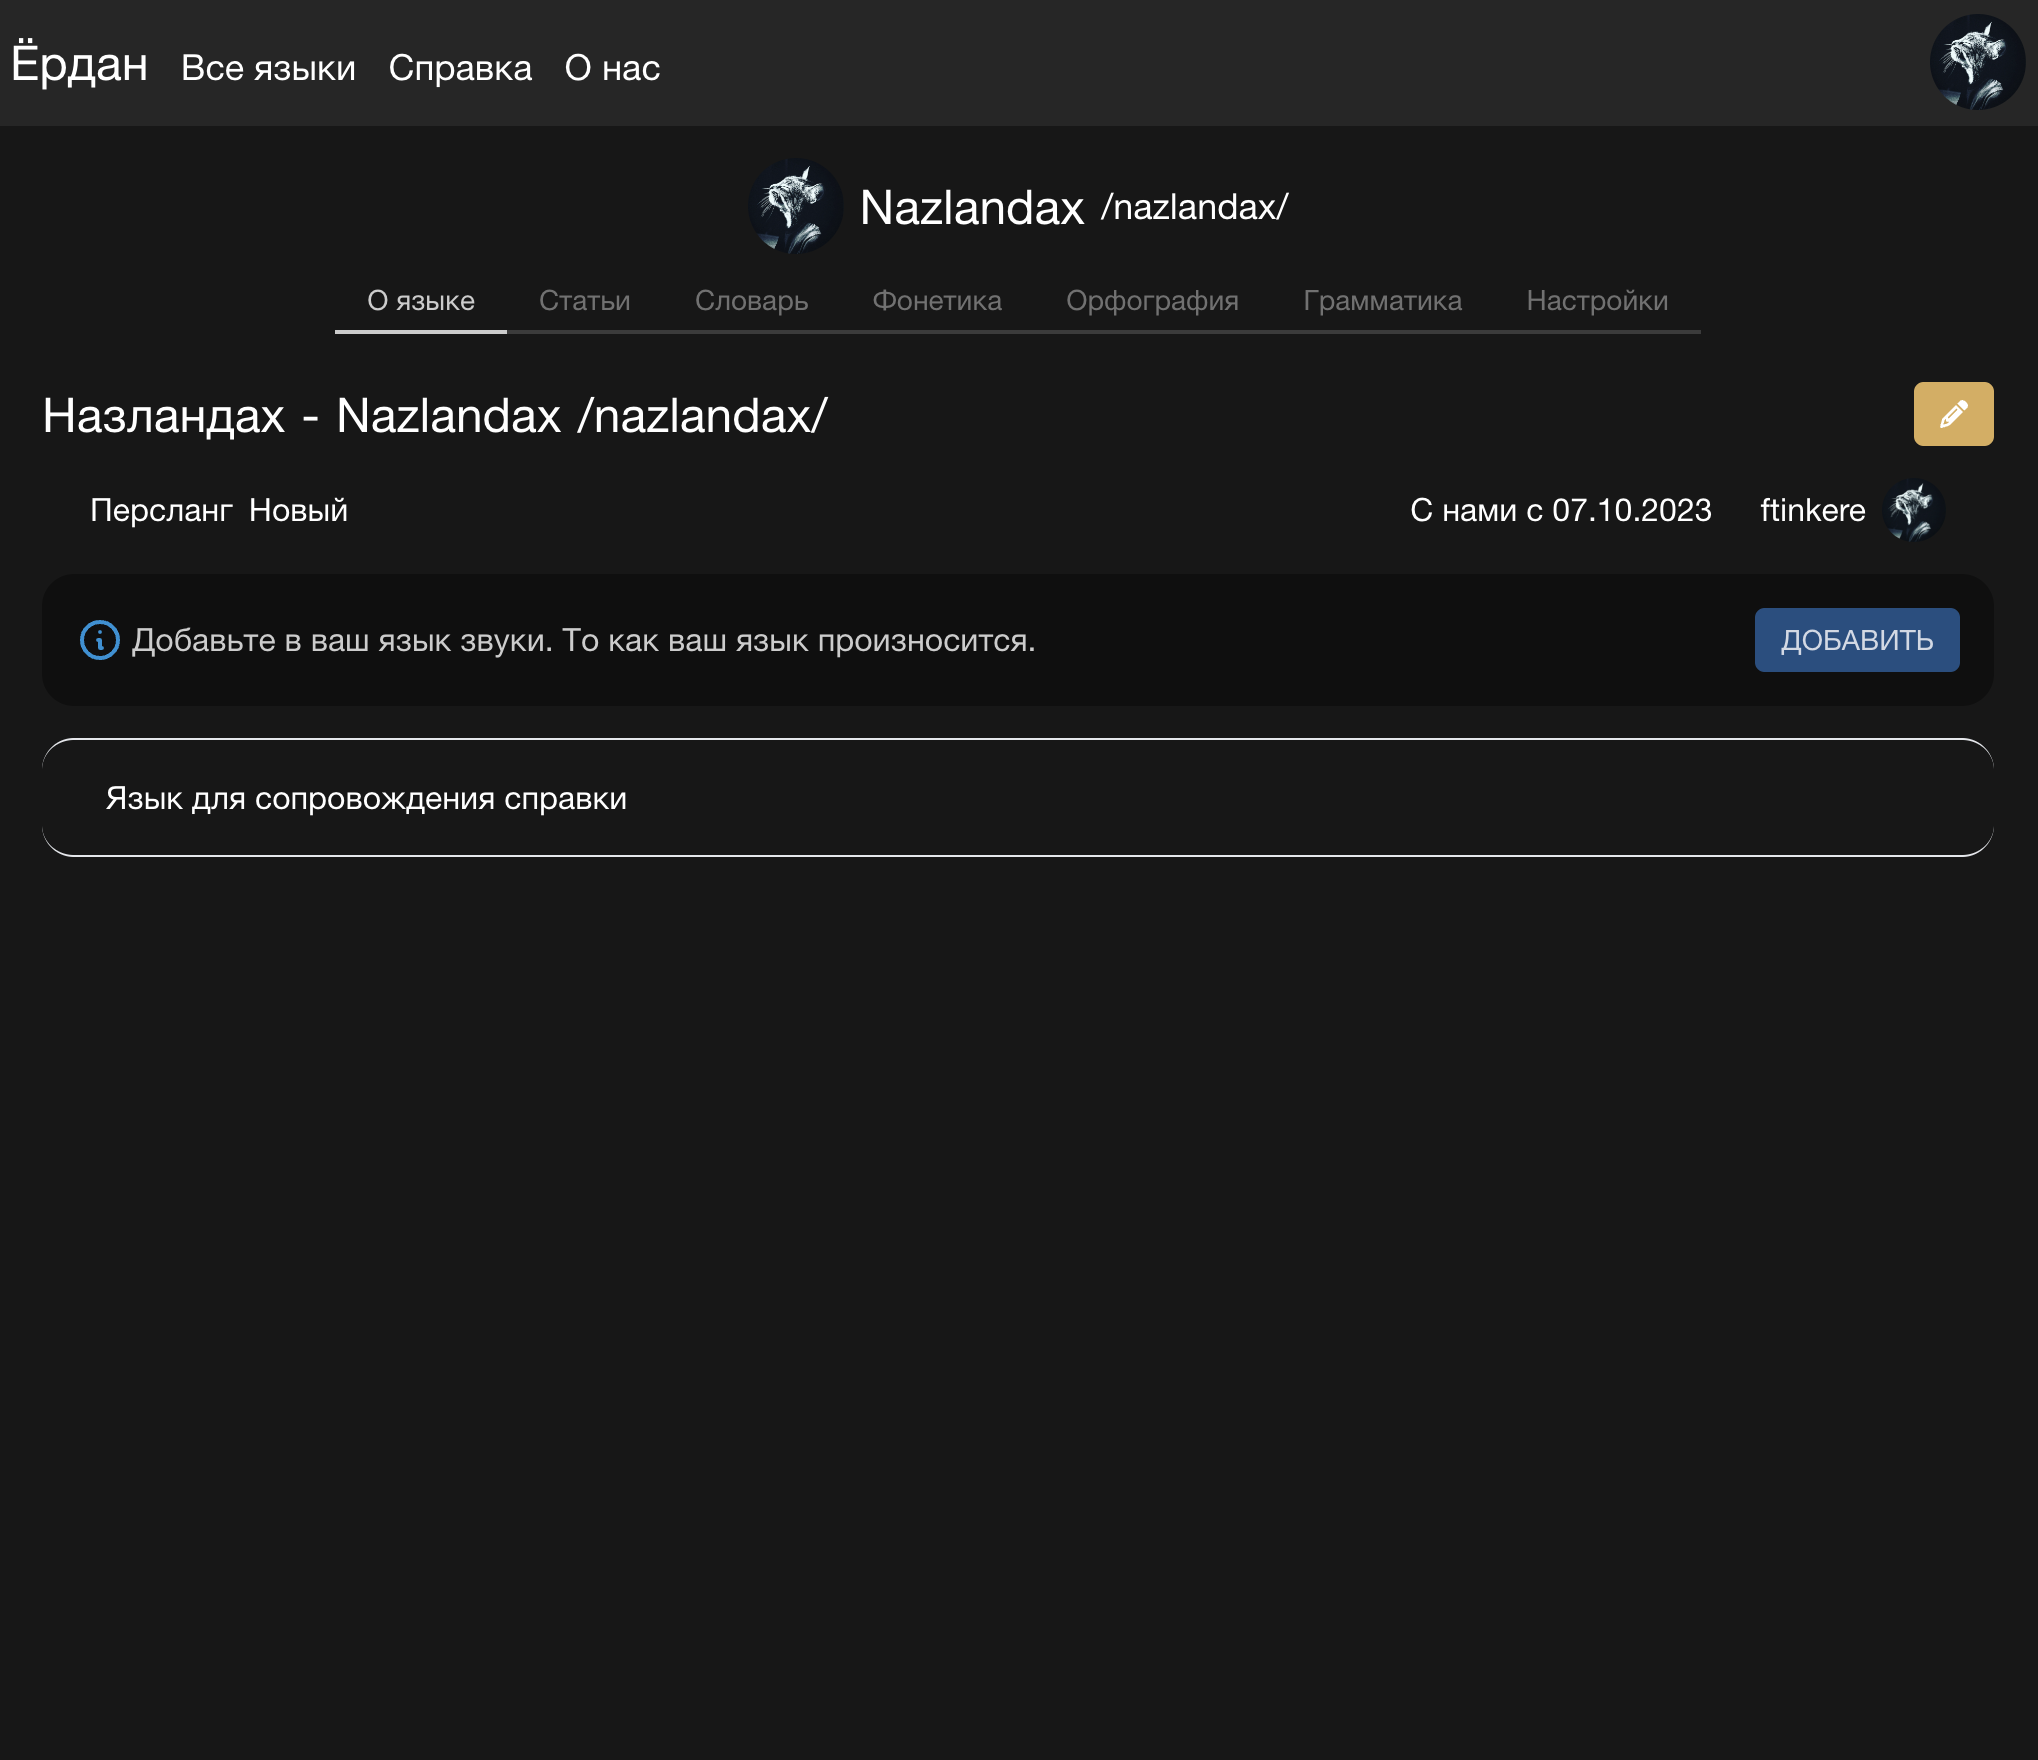 Ёрдан Все языки Справка О нас
Nazlandax /nazlandax/
О языке Статьи Словарь Фонетика Орфография Грамматика Настройки
Назландах - Nazlandax /nazlandax/
Персланг Новый С нами с 07.10.2023 ftinkere
Добавьте в ваш язык звуки. То как ваш язык произносится. ДОБАВИТЬ
Язык для сопровождения справки